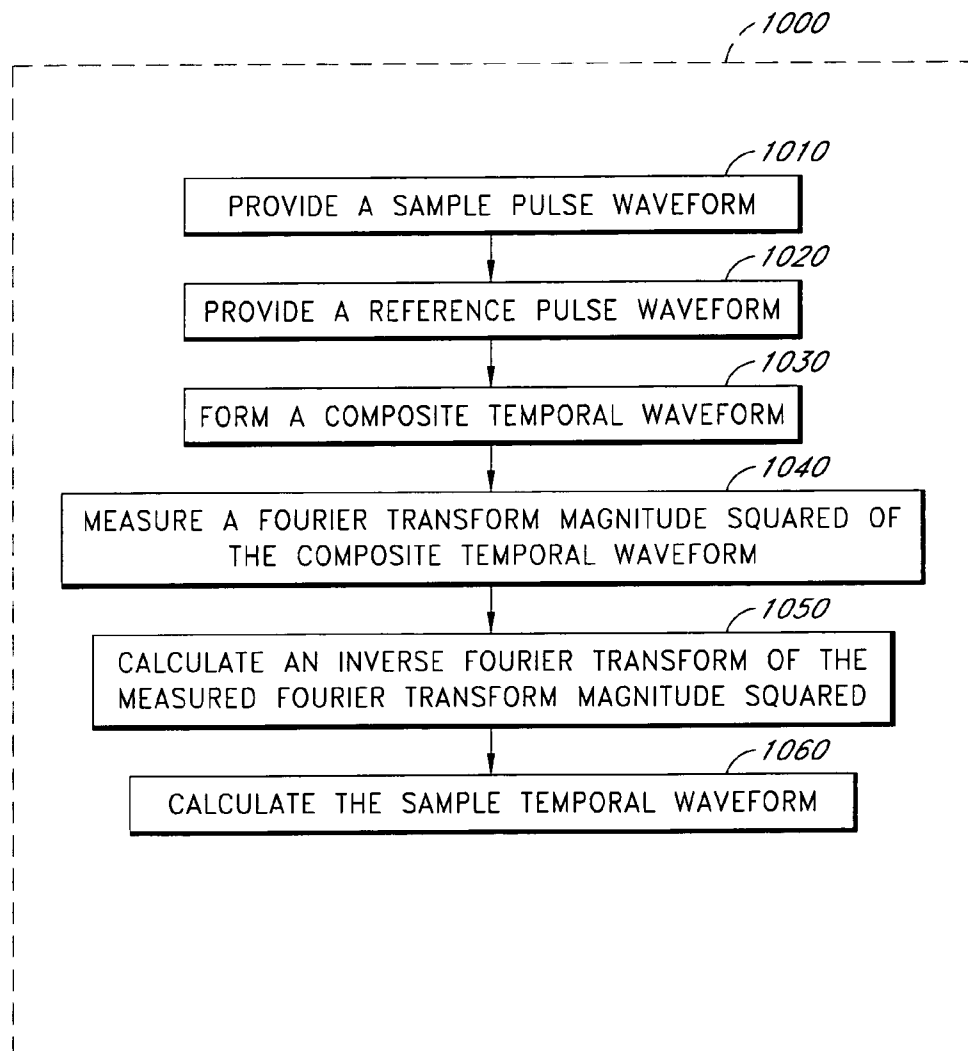 1000
1010
PROVIDE A SAMPLE PULSE WAVEFORM
1020
PROVIDE A REFERENCE PULSE WAVEFORM
1030
FORM A COMPOSITE TEMPORAL WAVEFORM
1040
MEASURE A FOURIER TRANSFORM MAGNITUDE SQUARED OF
THE COMPOSITE TEMPORAL WAVEFORM
1050
CALCULATE AN INVERSE FOURIER TRANSFORM OF THE
MEASURED FOURIER TRANSFORM MAGNITUDE SQUARED
1060
CALCULATE THE SAMPLE TEMPORAL WAVEFORM